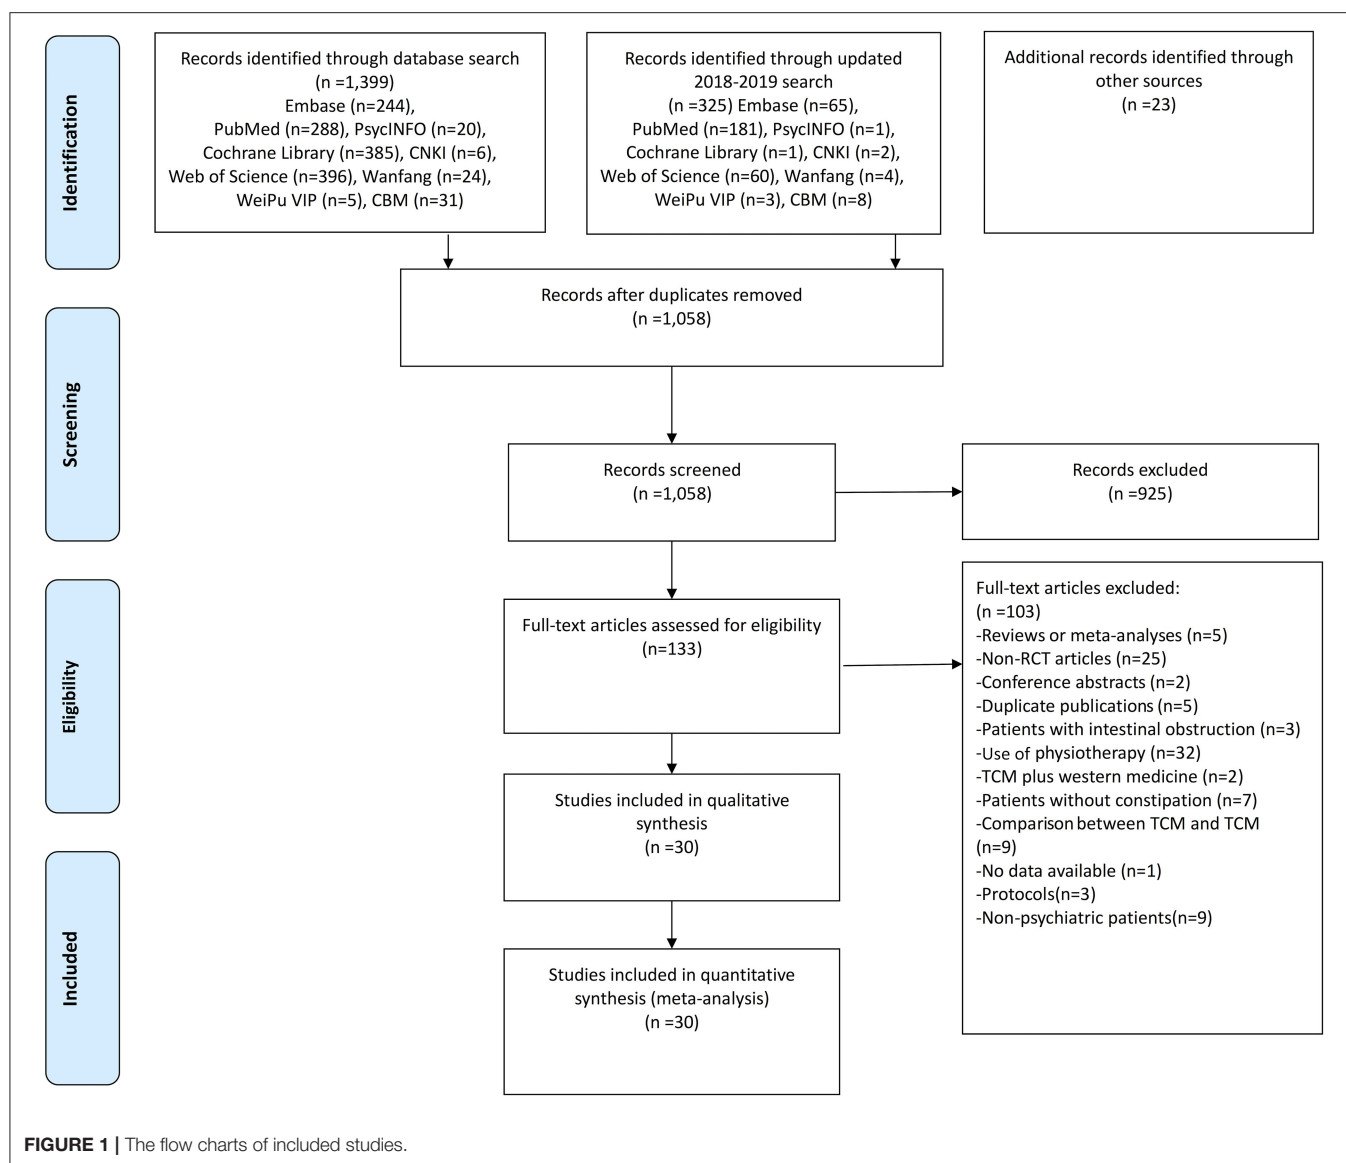 Identification
Records identified through database search
(n =1,399)
Embase (n=244),
PubMed (n=288), PsycINFO (n=20),
Cochrane Library (n=385), CNKI (n=6),
Web of Science (n=396), Wanfang (n=24),
WeiPu VIP (n=5), CBM (n=31)
Records identified through updated
2018-2019 search
(n =325) Embase (n=65),
PubMed (n=181), PsycINFO (n=1),
Cochrane Library (n=1), CNKI (n=2),
Web of Science (n=60), Wanfang (n=4),
WeiPu VIP (n=3), CBM (n=8)
Additional records identified through
other sources
(n =23)
Records after duplicates removed
(n =1,058)
Screening
Records screened
(n =1,058)
Records excluded
(n =925)
Eligibility
Full-text articles assessed for eligibility
(n=133)
Full-text articles excluded:
(n =103)
-Reviews or meta-analyses (n=5)
-Non-RCT articles (n=25)
-Conference abstracts (n=2)
-Duplicate publications (n=5)
-Patients with intestinal obstruction (n=3)
-Use of physiotherapy (n=32)
-TCM plus western medicine (n=2)
-Patients without constipation (n=7)
-Comparison between TCM and TCM
(n=9)
-No data available (n=1)
-Protocols(n=3)
-Non-psychiatric patients(n=9)
Studies included in qualitative
synthesis
(n =30)
Included
Studies included in quantitative
synthesis (meta-analysis)
(n =30)
FIGURE 1 | The flow charts of included studies.